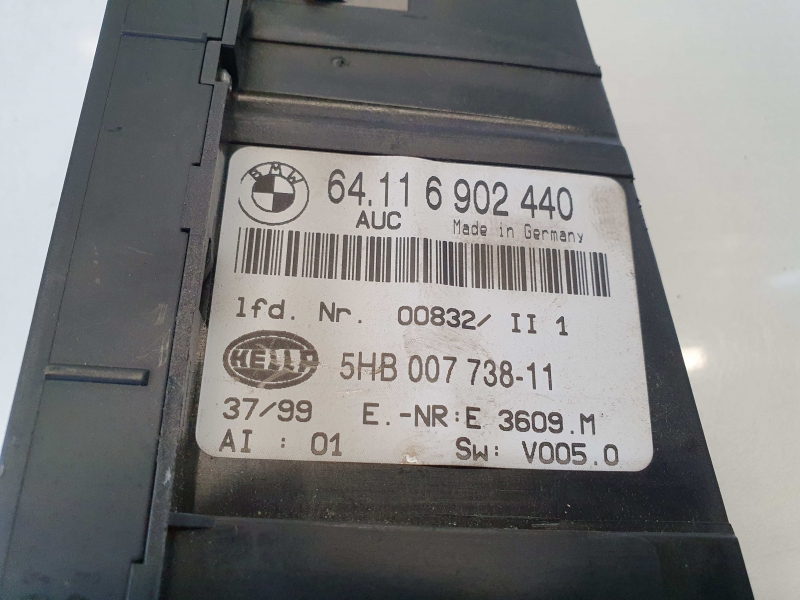 BMW
64.11 6 902 440
AUC Made in Germany
lfd. Nr. 00832/ II 1
HELLA 5HB 007 738-11
37/99 E.-NR:E 3609.M
AI : 01 Sw: V005.0